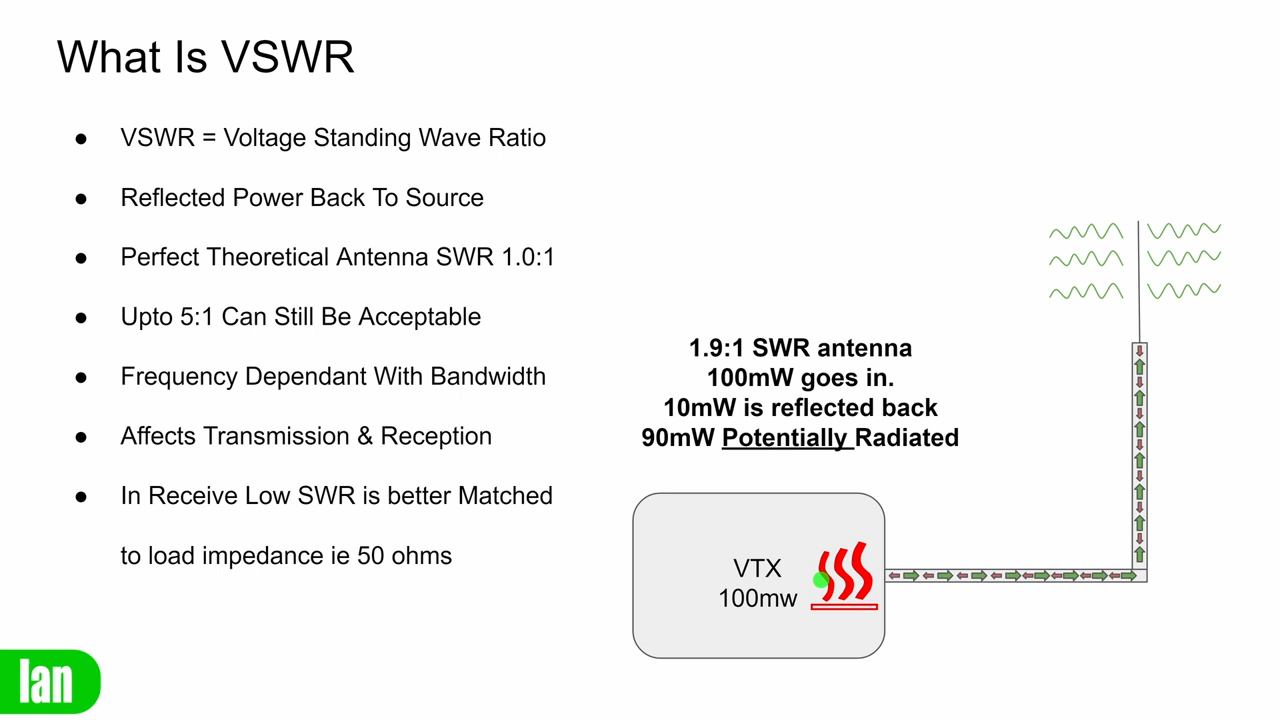 What Is VSWR
● VSWR = Voltage Standing Wave Ratio
● Reflected Power Back To Source
● Perfect Theoretical Antenna SWR 1.0:1
● Upto 5:1 Can Still Be Acceptable
● Frequency Dependant With Bandwidth
● Affects Transmission & Reception
● In Receive Low SWR is better Matched
to load impedance ie 50 ohms
1.9:1 SWR antenna
100mW goes in.
10mW is reflected back
90mW Potentially Radiated
VTX
100mw
Ian